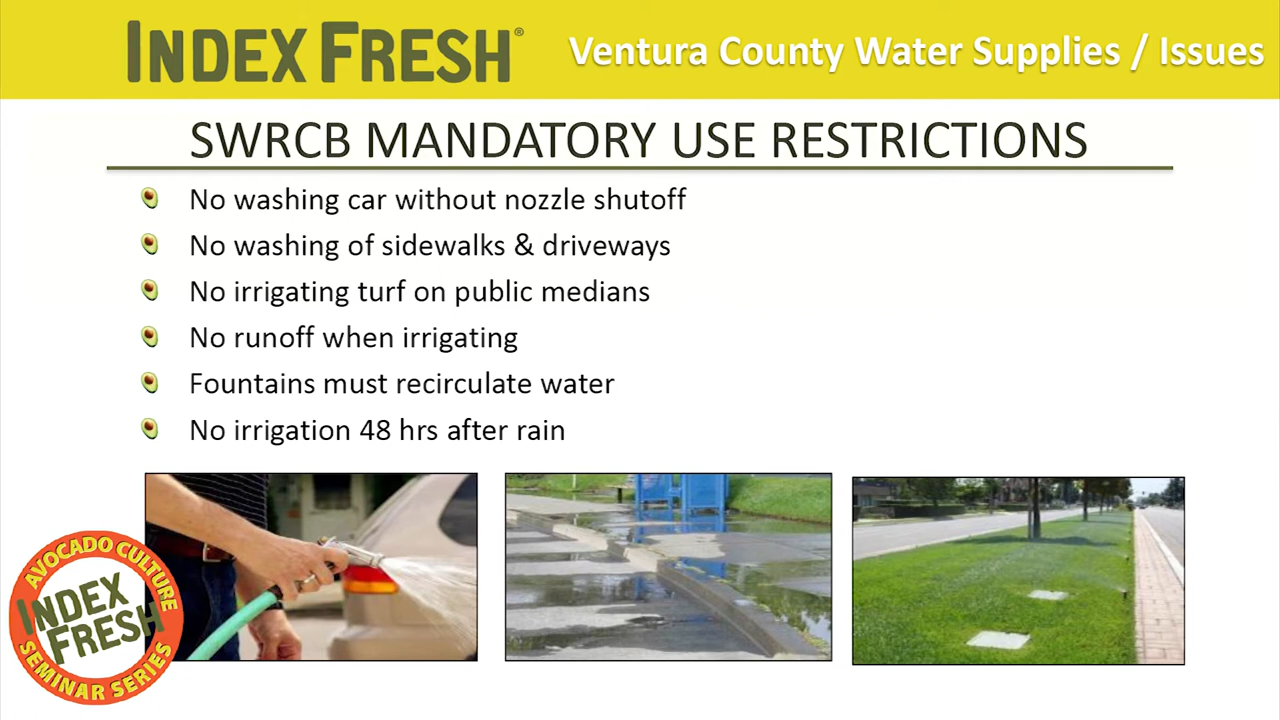 INDEX FRESH®
Ventura County Water Supplies / Issues
SWRCB MANDATORY USE RESTRICTIONS
No washing car without nozzle shutoff
No washing of sidewalks & driveways
No irrigating turf on public medians
No runoff when irrigating
Fountains must recirculate water
No irrigation 48 hrs after rain
AVOCADO CULTURE
INDEX
FRESH
SEMINAR SERIES